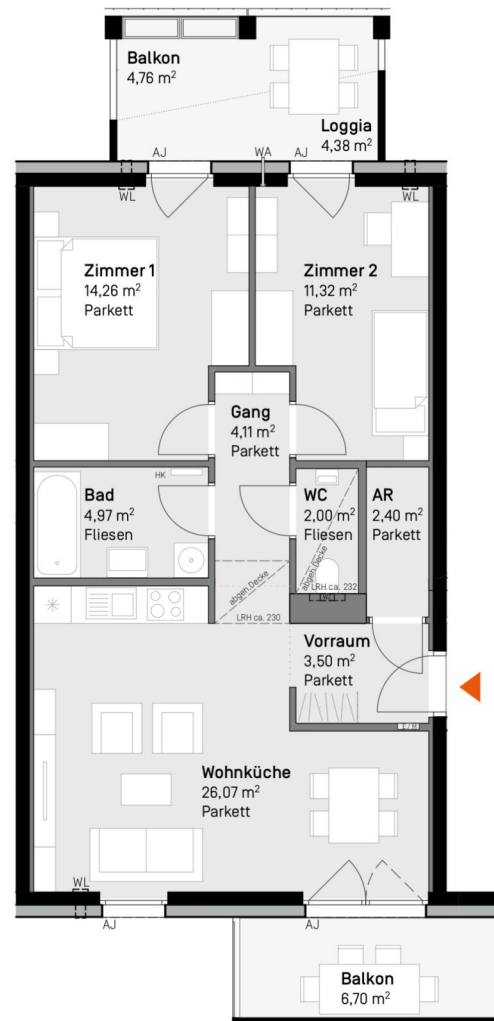 Balkon
4,76 m²
Loggia
4,38 m²
AJ
WA
AJ
WL
WL
Zimmer 1
14,26 m²
Parkett
Zimmer 2
11,32 m²
Parkett
Gang
4,11 m²
Parkett
HK
Bad
4,97 m²
Fliesen
WC
2,00 m²
Fliesen
AR
2,40 m²
Parkett
abgeh. Decke
abgeh. Decke
LRH ca. 232
LRH ca. 230
Vorraum
3,50 m²
Parkett
Wohnküche
26,07 m²
Parkett
WL
AJ
AJ
Balkon
6,70 m²